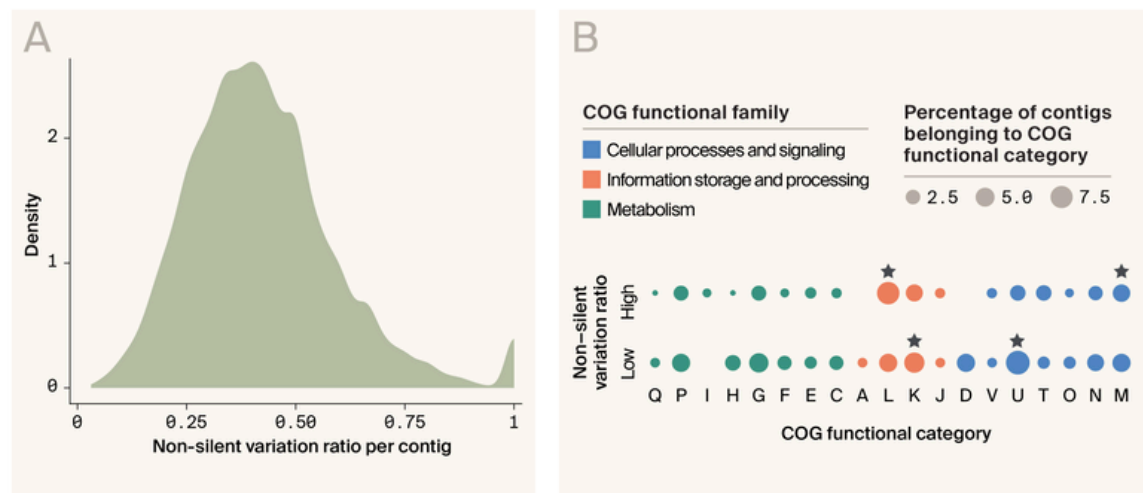 A
2
1
0
Density
0
0.25
0.50
0.75
1
Non-silent variation ratio per contig
B
COG functional family
Cellular processes and signaling
Information storage and processing
Metabolism
Percentage of contigs
belonging to COG
functional category
2.5
5.0
7.5
Non-silent
variation ratio
High
Low
Q P I H G F E C A L K J D V U T O N M
COG functional category